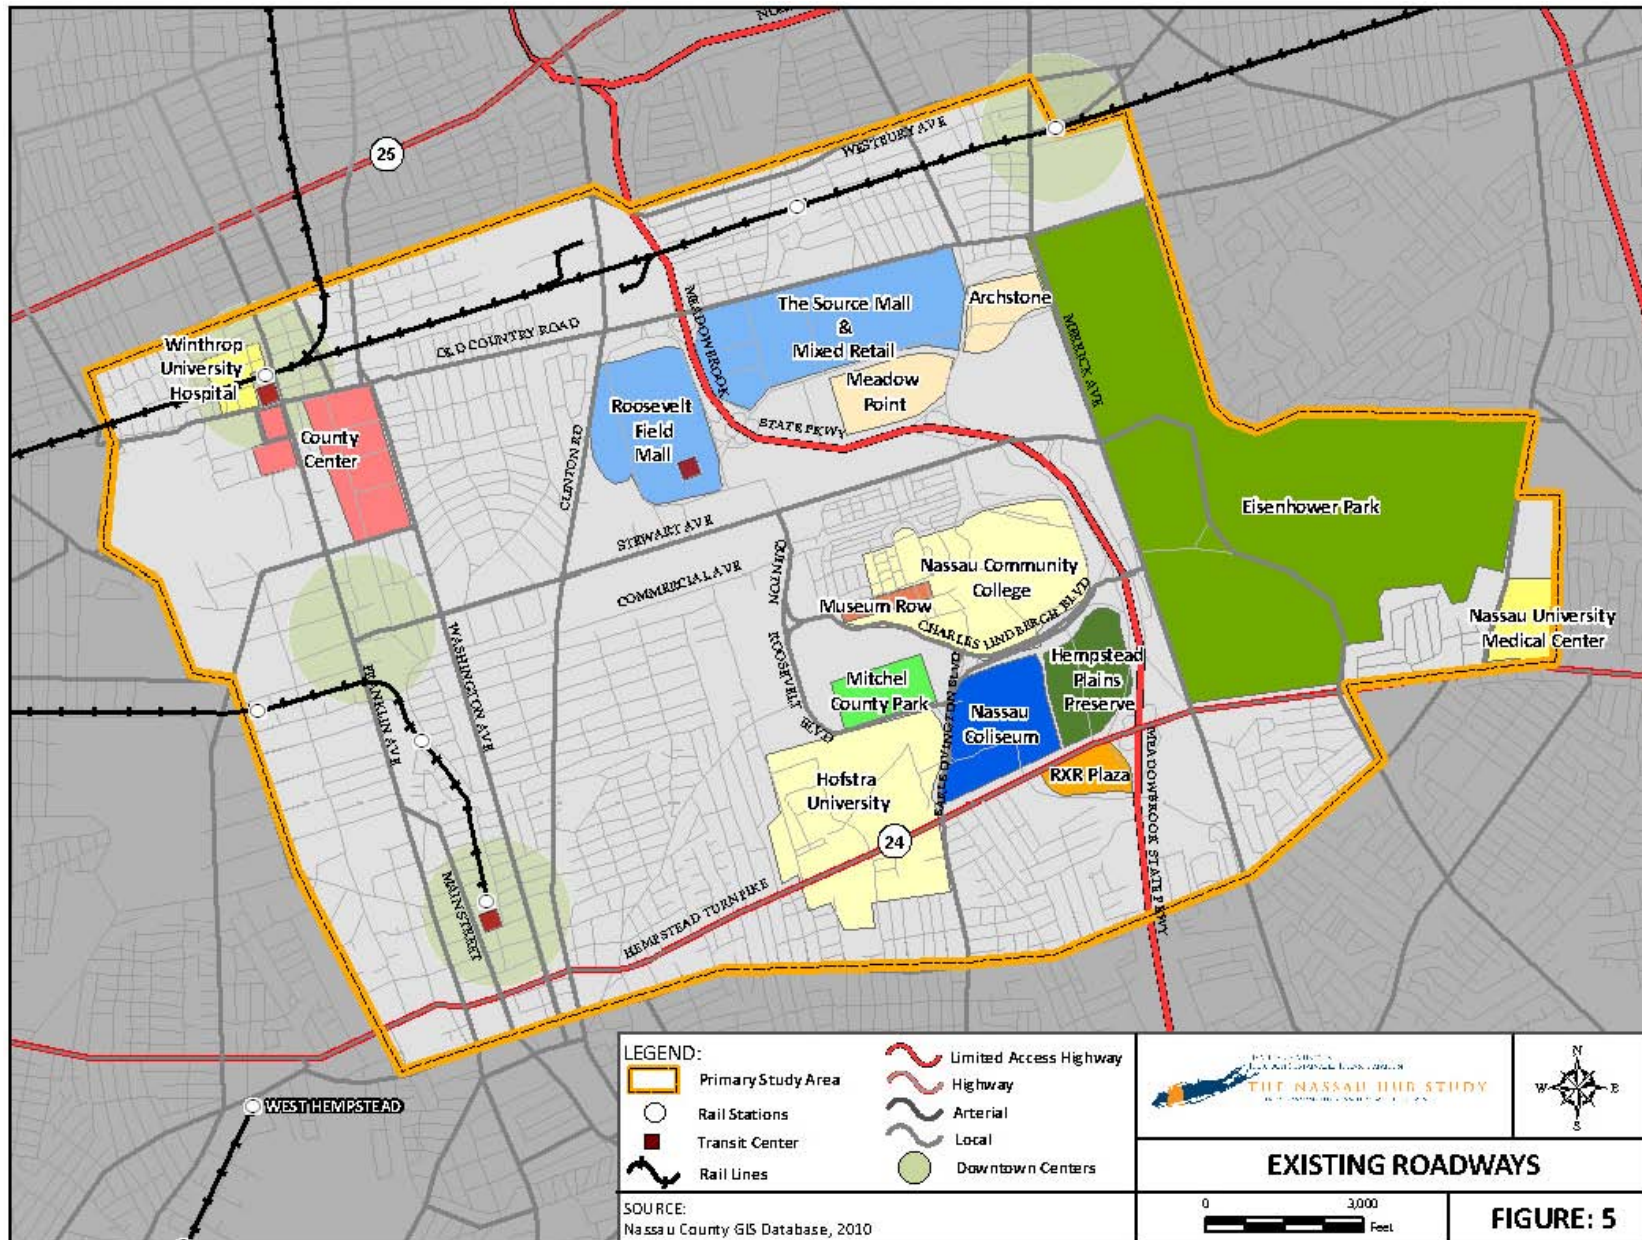 25
WESTBURY AVE
Winthrop
University
Hospital
OLD COUNTRY ROAD
MEADOWBROOK
STATE PKWY
The Source Mall
&
Mixed Retail
Archstone
MERRICK AVE
Meadow
Point
County
Center
Roosevelt
Field
Mall
CLINTON RD
STEWART AVE
COMMERCIAL AVE
QUENTIN
ROOSEVELT
BLVD
Eisenhower Park
Nassau Community
College
Museum Row
CHARLES LINDBERGH BLVD
Nassau University
Medical Center
WASHINGTON AVE
FRANKLIN AVE
Mitchel
County Park
EARLE OVINGTON BLVD
Nassau
Coliseum
Hempstead
Plains
Preserve
RXR Plaza
MEADOWBROOK STATE PKWY
Hofstra
University
24
MAIN STREET
HEMPSTEAD TURNPIKE
WEST HEMPSTEAD
LEGEND:
Primary Study Area
Rail Stations
Transit Center
Rail Lines
Limited Access Highway
Highway
Arterial
Local
Downtown Centers
SOURCE:
Nassau County GIS Database, 2010
THE NASSAU HUB STUDY
N
W E
S
EXISTING ROADWAYS
0 3,000
Feet
FIGURE: 5